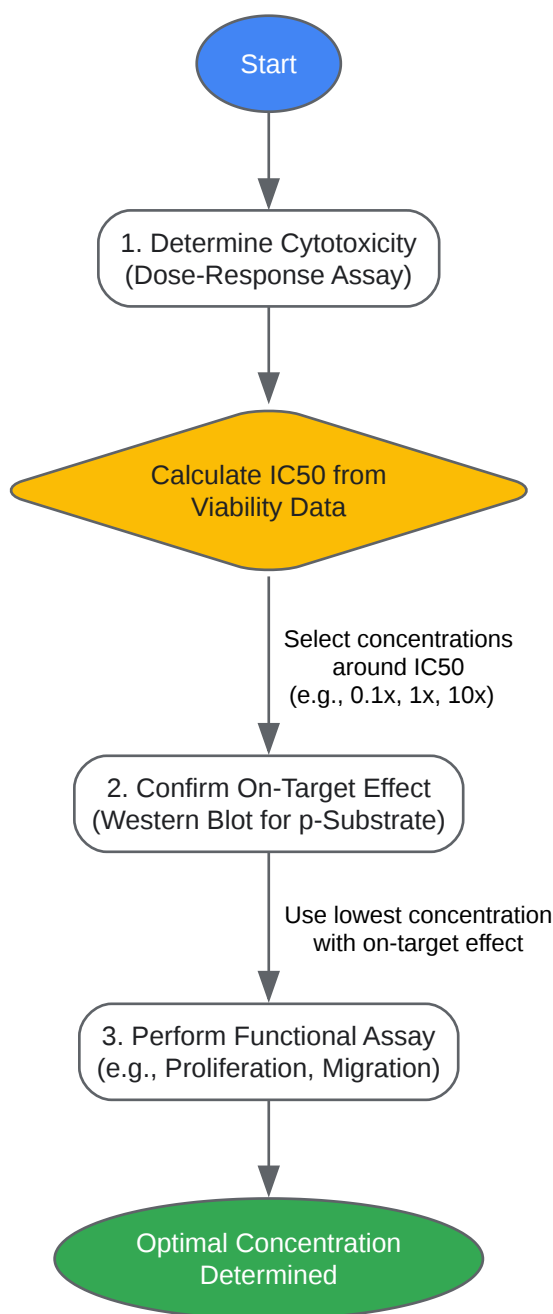 Start
1. Determine Cytotoxicity
(Dose-Response Assay)
Calculate IC50 from
Viability Data
Select concentrations
around IC50
(e.g., 0.1x, 1x, 10x)
2. Confirm On-Target Effect
(Western Blot for p-Substrate)
Use lowest concentration
with on-target effect
3. Perform Functional Assay
(e.g., Proliferation, Migration)
Optimal Concentration
Determined